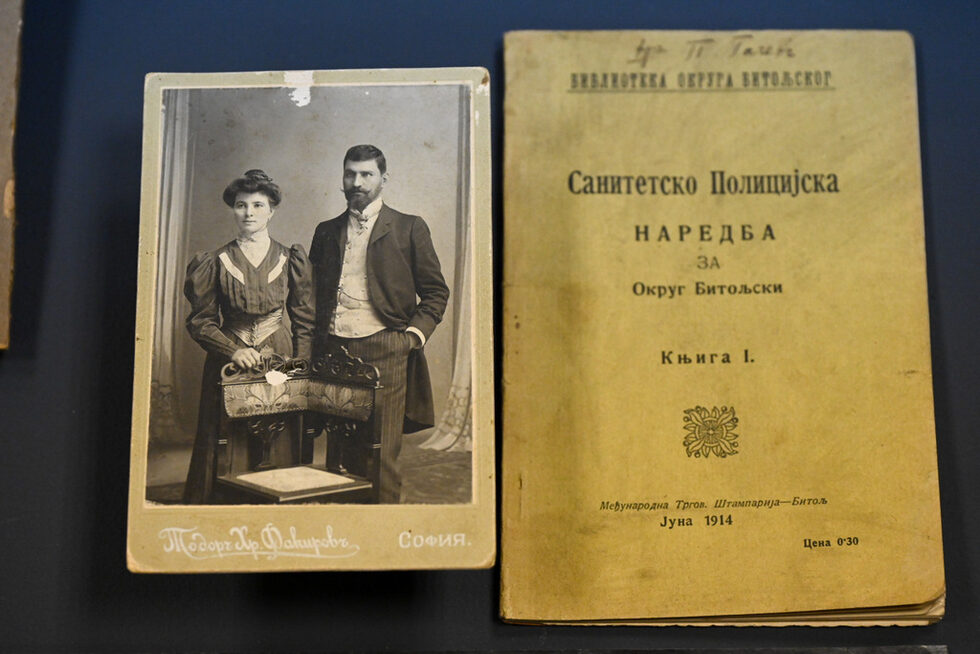 Тодоръ Хр. Факировъ
СОФИЯ.
П.
БИБЛИОТЕКА ОКРУГА БИТОЉСКОГ
Санитетско Полицијска
НАРЕДБА
ЗА
Округ Битољски
Књига I.
Међународна Тргов. Штампарија—Битољ
Јуна 1914
Цена 0·30